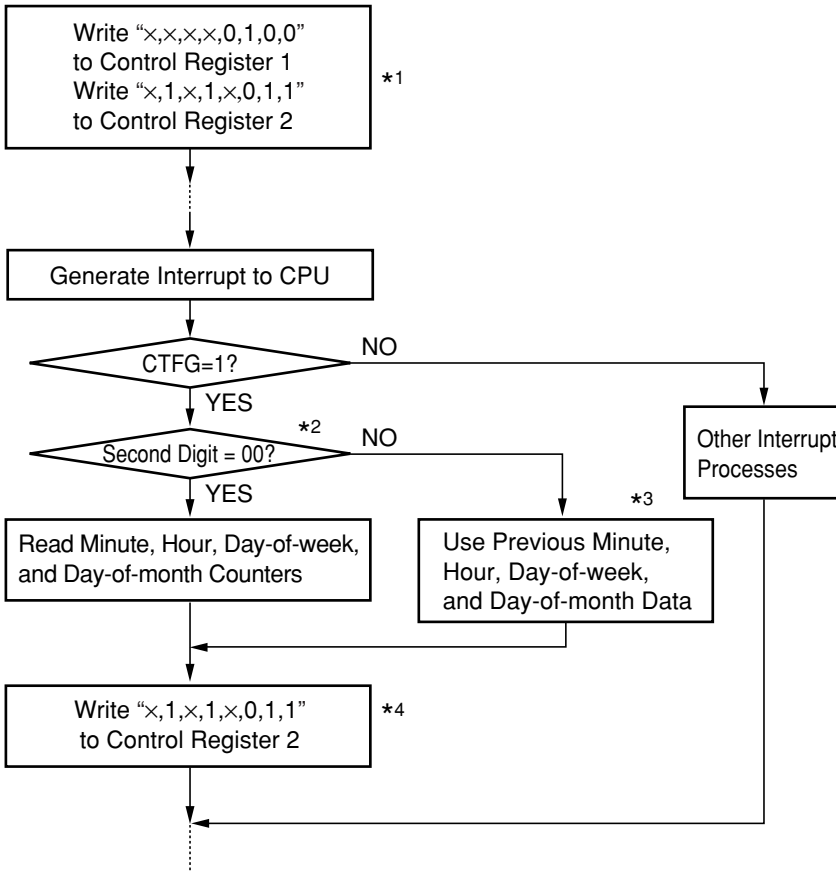 Write “×,×,×,×,0,1,0,0”
to Control Register 1
Write “×,1,×,1,×,0,1,1”
to Control Register 2
*1
Generate Interrupt to CPU
CTFG=1?
NO
YES
*2
Second Digit = 00?
NO
YES
Other Interrupt
Processes
*3
Read Minute, Hour, Day-of-week,
and Day-of-month Counters
Use Previous Minute,
Hour, Day-of-week,
and Day-of-month Data
Write “×,1,×,1,×,0,1,1”
to Control Register 2
*4